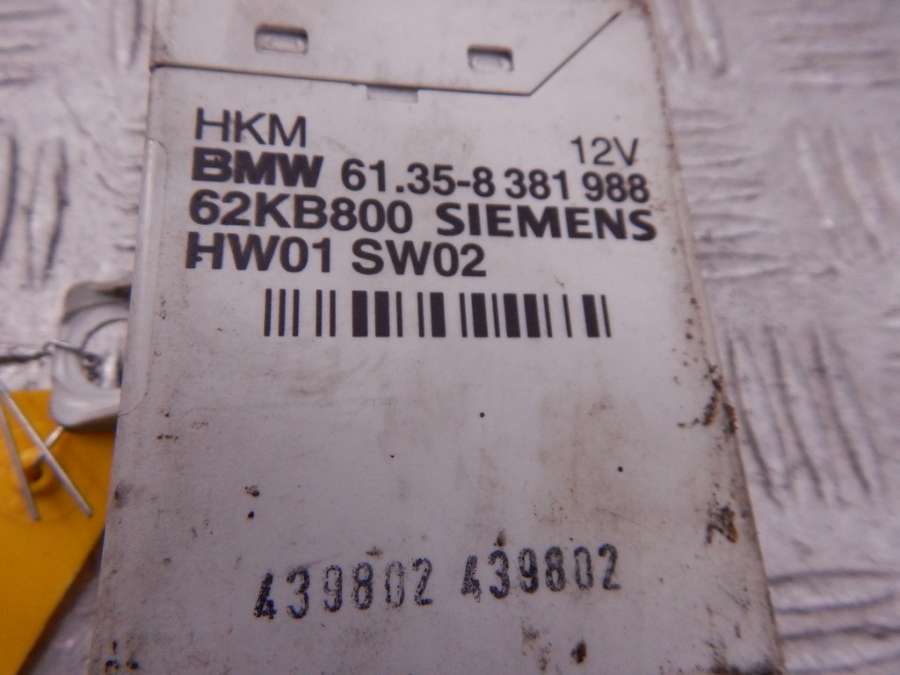 HKM 12V
BMW 61.35-8 381 988
62KB800 SIEMENS
HW01 SW02
439802 439802